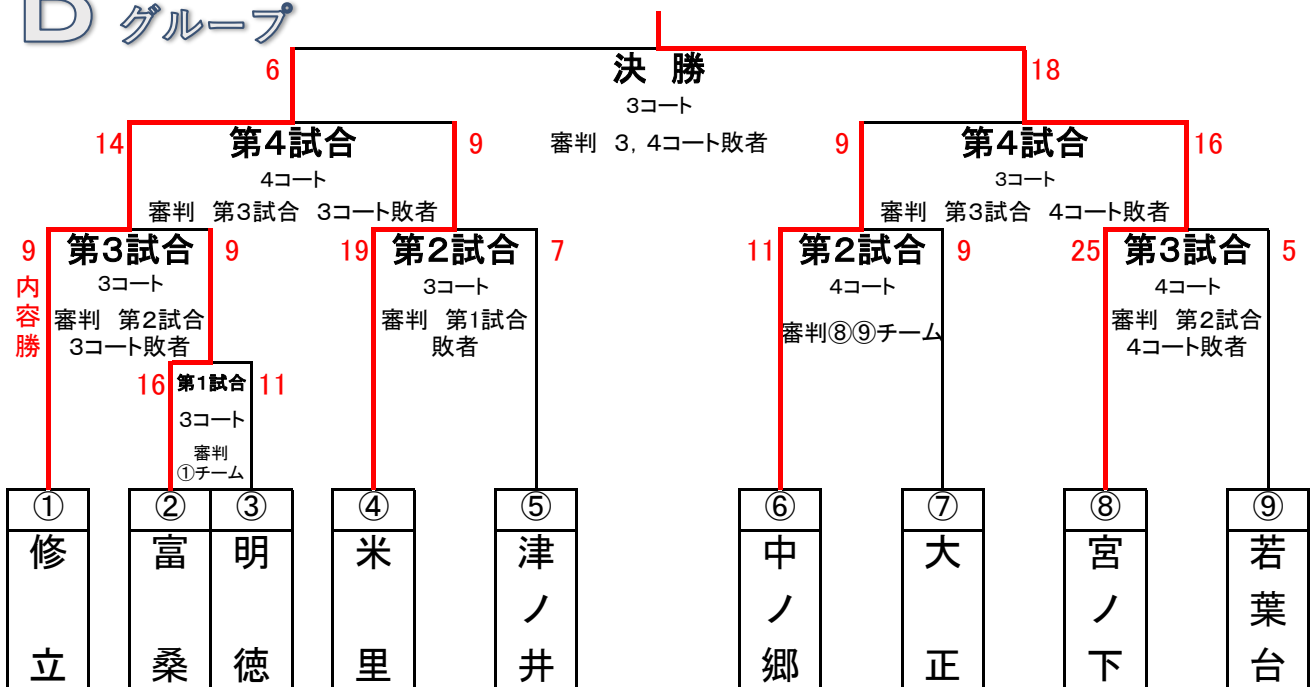 D グループ
6
決 勝
18
3コート
審判 3，4コート敗者
14
第4試合
9
4コート
審判 第3試合 3コート敗者
9
第4試合
16
3コート
審判 第3試合 4コート敗者
9
内容勝
第3試合
9
3コート
審判 第2試合
3コート敗者
19
第2試合
7
3コート
審判 第1試合
敗者
11
第2試合
9
4コート
審判⑧⑨チーム
25
第3試合
5
4コート
審判 第2試合
4コート敗者
16
第1試合
11
3コート
審判
①チーム
①
②
③
④
⑤
⑥
⑦
⑧
⑨
修立
富桑
明徳
米里
津ノ井
中ノ郷
大正
宮ノ下
若葉台